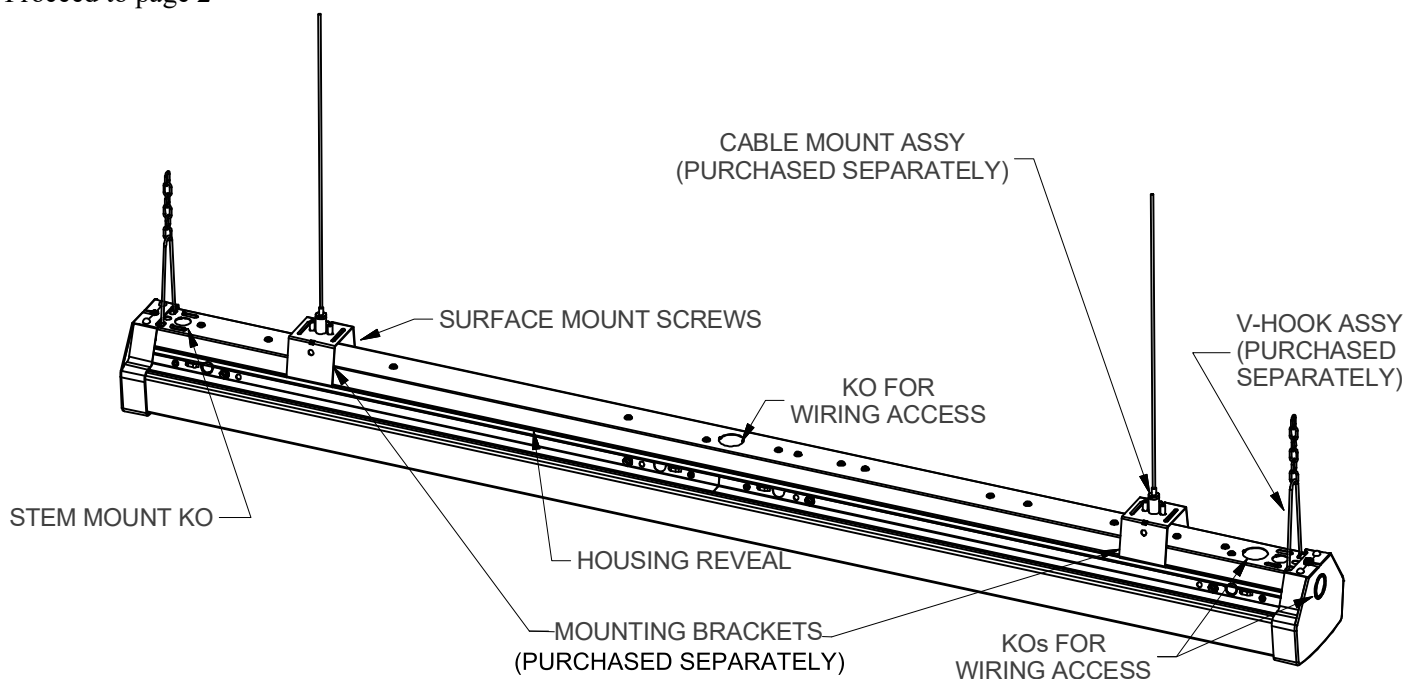 Proceed to page 2
CABLE MOUNT ASSY
(PURCHASED SEPARATELY)
SURFACE MOUNT SCREWS
V-HOOK ASSY
(PURCHASED
SEPARATELY)
KO FOR
WIRING ACCESS
STEM MOUNT KO
HOUSING REVEAL
MOUNTING BRACKETS
(PURCHASED SEPARATELY)
KOs FOR
WIRING ACCESS